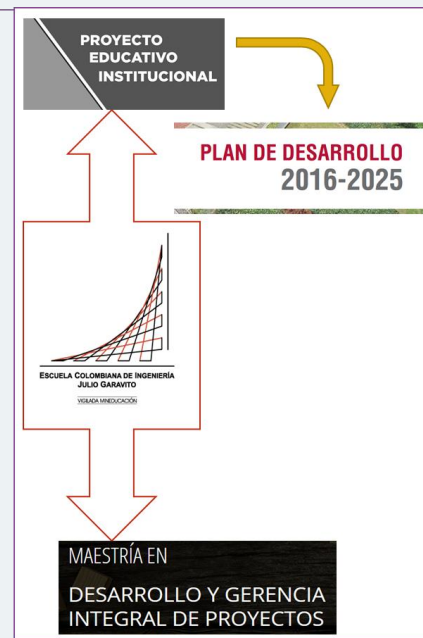 PROYECTO
EDUCATIVO
INSTITUCIONAL
PLAN DE DESARROLLO
2016-2025
ESCUELA COLOMBIANA DE INGENIERÍA
JULIO GARAVITO
VIGILADA MINEDUCACIÓN
MAESTRÍA EN
DESARROLLO Y GERENCIA
INTEGRAL DE PROYECTOS